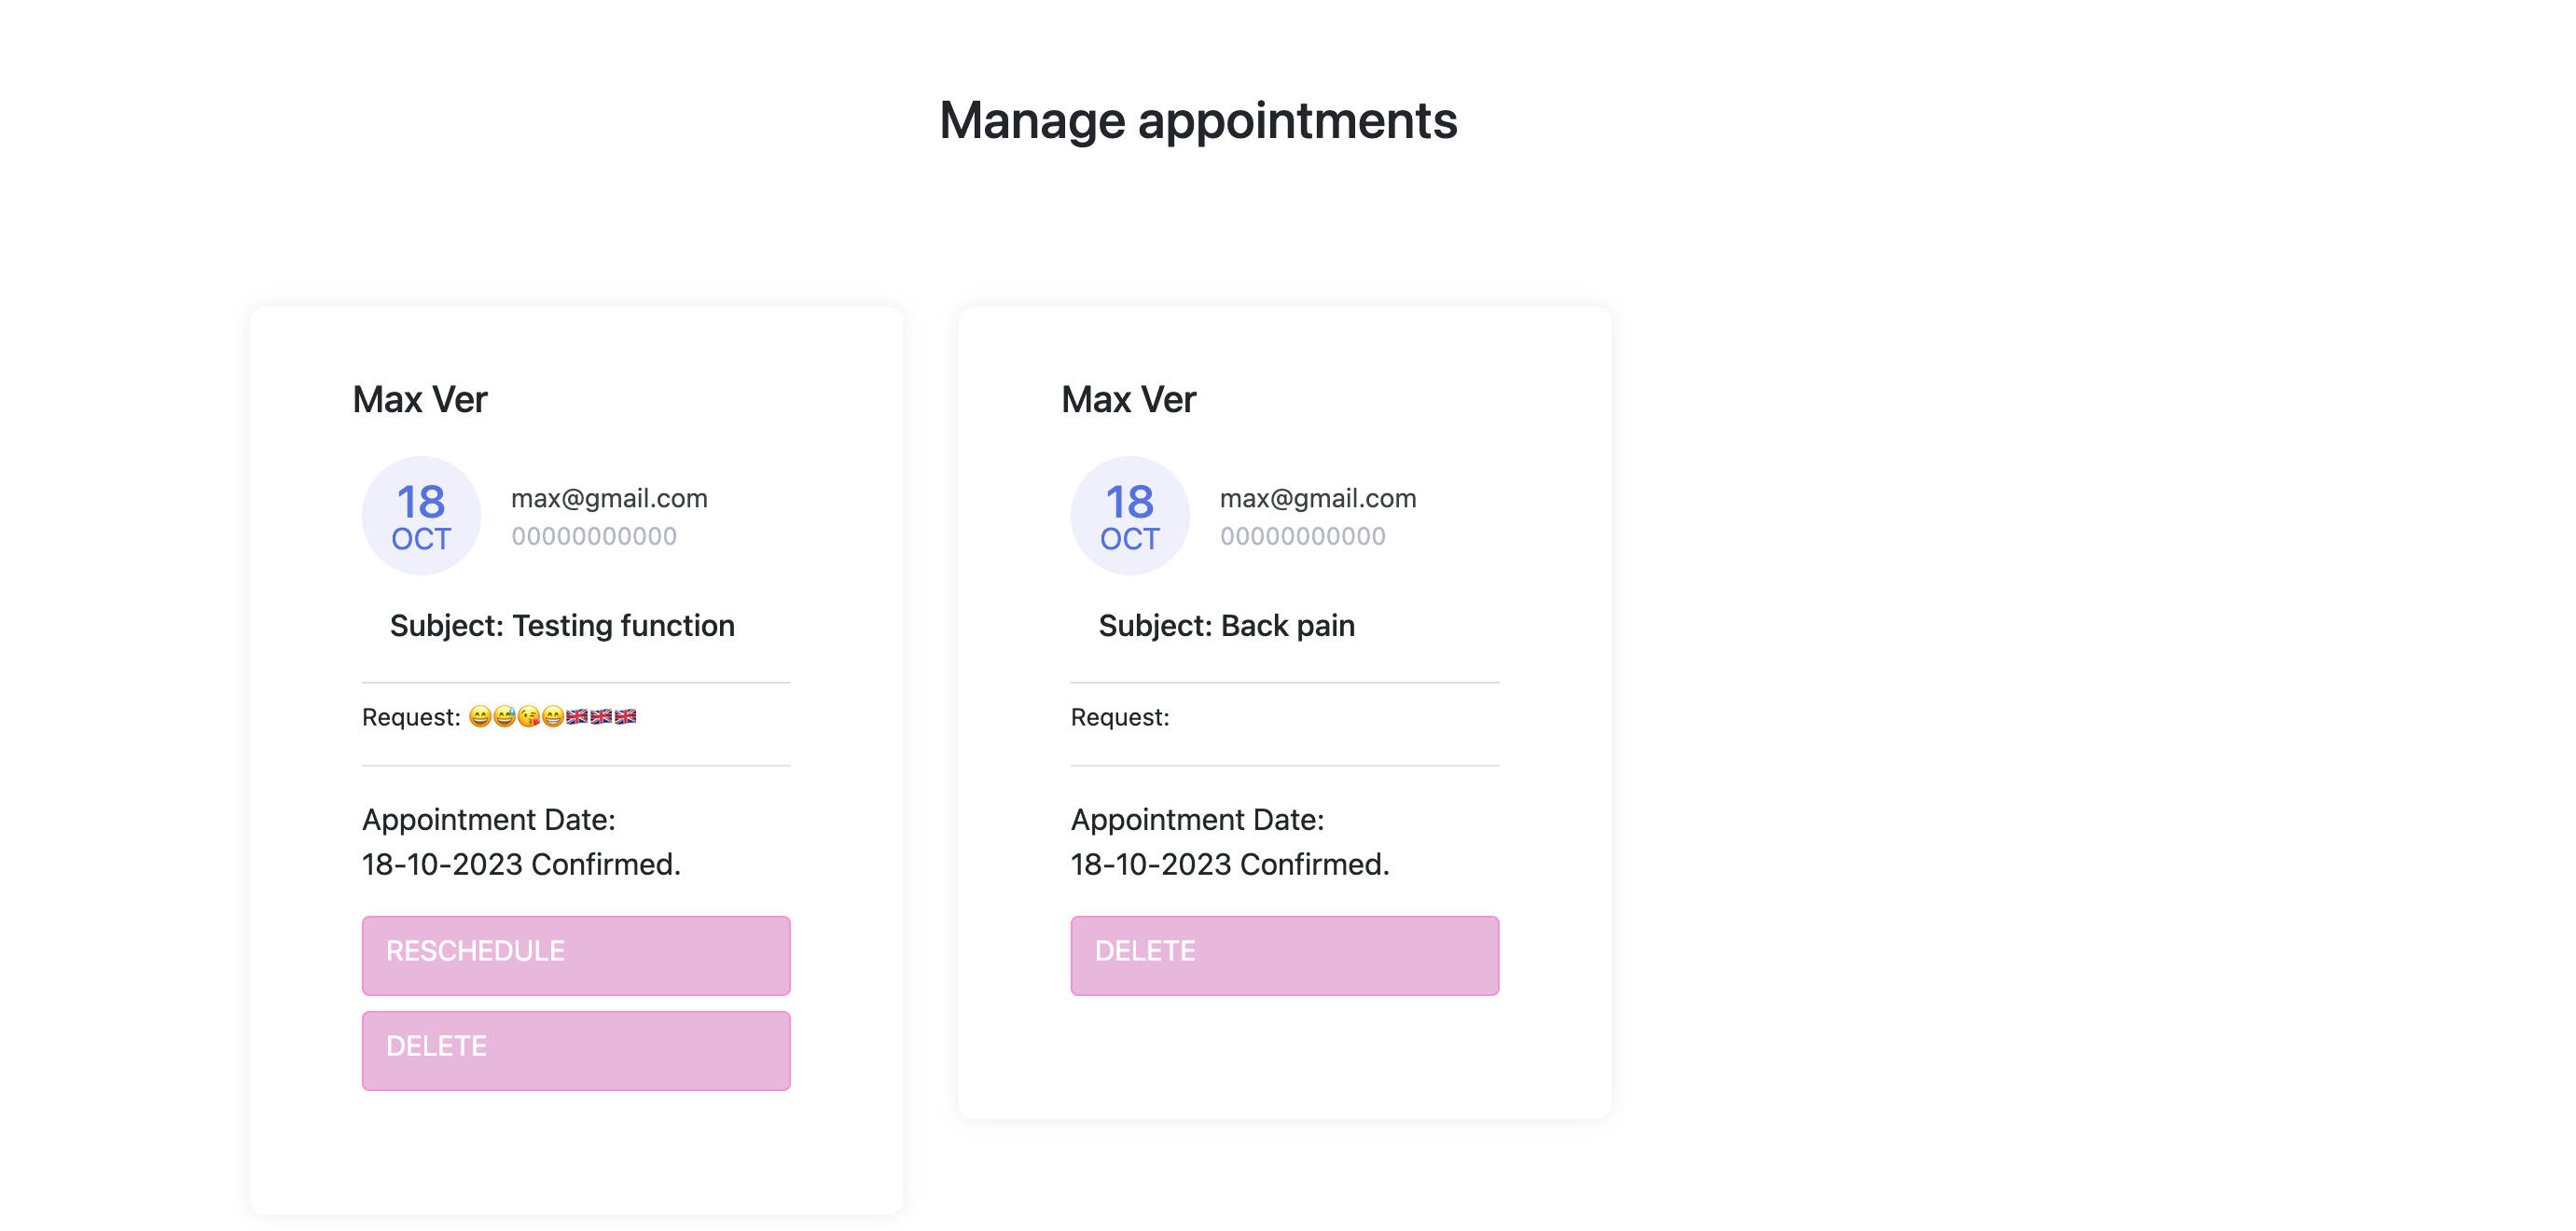 Manage appointments
Max Ver
18
OCT
max@gmail.com
00000000000
Subject: Testing function
Request: 😄😅😘😁🇬🇧🇬🇧🇬🇧
Appointment Date:
18-10-2023 Confirmed.
RESCHEDULE
DELETE
Max Ver
18
OCT
max@gmail.com
00000000000
Subject: Back pain
Request:
Appointment Date:
18-10-2023 Confirmed.
DELETE